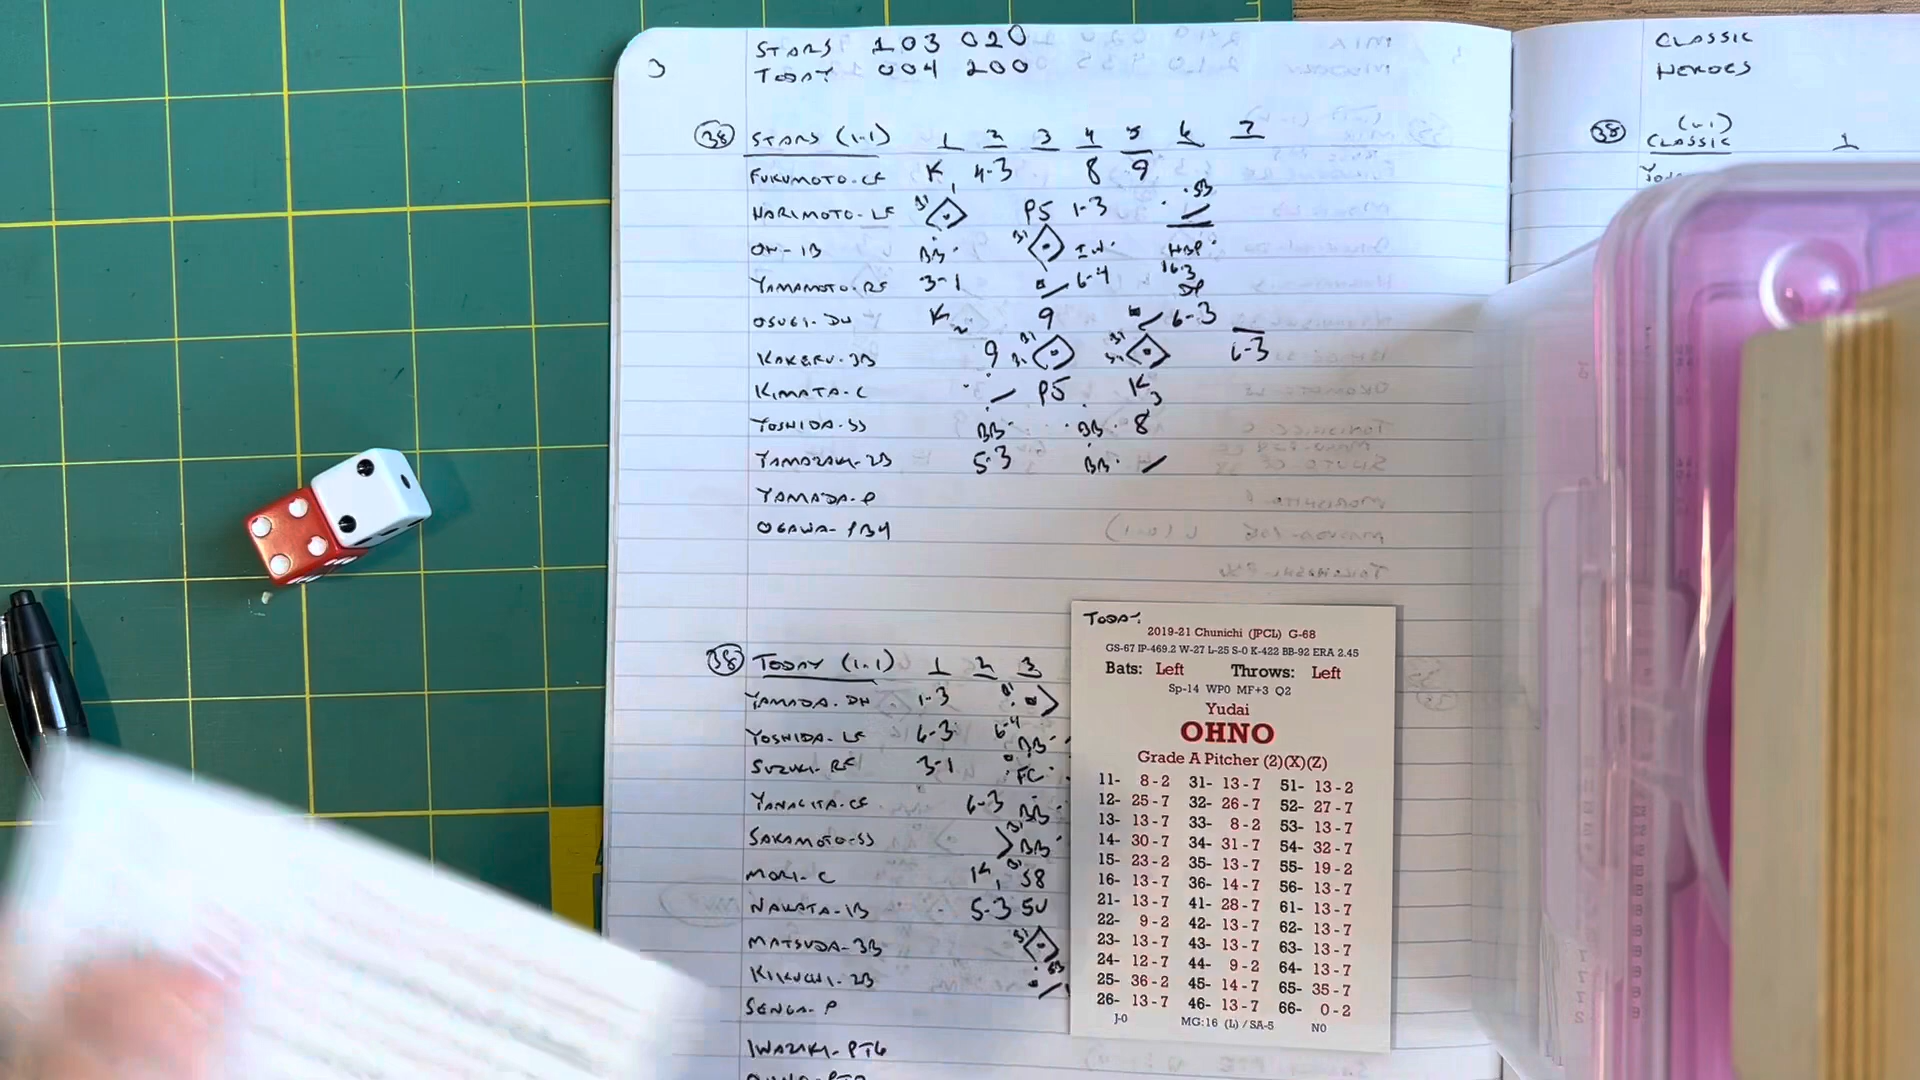 3
STARS 103 020
TODAY 004 200
38 STARS (1-1) 1 2 3 4 5 6 7
FUKUMOTO-CF K 4-3 8 9
HARIMOTO-LF P5 1-3 SB
OH-1B BB IW HBP
YAMAMOTO-RF 3-1 6-4
OSUGI-DH K 9 6-3
KAKEFU-3B 9 6-3
KIMATA-C P5 K
YOSHIDA-SS BB BB 8
YAMAZAKI-2B 5-3 BB
YAMADA-P
OGAWA-PB4
38 TODAY (1-1) 1 2 3
YAMADA-DH 1-3
YOSHIDA-LF 6-3 BB
SUZUKI-RF 3-1 FC
YANAGITA-CF 6-3 BB
SAKAMOTO-SS BB
MORI-C K S8
NAKATA-1B 5-3
MATSUDA-3B
KIKUCHI-2B
SENGA-P
IWAZAKI-PT6
CLASSIC
HEROES
38 CLASSIC 1
TODAY:
2019-21 Chunichi (JPCL) G-68
GS-67 IP-469.2 W-27 L-25 S-0 K-422 BB-92 ERA 2.45
Bats: Left Throws: Left
Sp-14 WP0 MF+3 Q2
Yudai
OHNO
Grade A Pitcher (2)(X)(Z)
11- 8-2 31- 13-7 51- 13-2
12- 25-7 32- 26-7 52- 27-7
13- 13-7 33- 8-2 53- 13-7
14- 30-7 34- 31-7 54- 32-7
15- 23-2 35- 13-7 55- 19-2
16- 13-7 36- 14-7 56- 13-7
21- 13-7 41- 28-7 61- 13-7
22- 9-2 42- 13-7 62- 13-7
23- 13-7 43- 13-7 63- 13-7
24- 12-7 44- 9-2 64- 13-7
25- 36-2 45- 14-7 65- 35-7
26- 13-7 46- 13-7 66- 0-2
J-0 MG:16 (L) / SA-5 N0